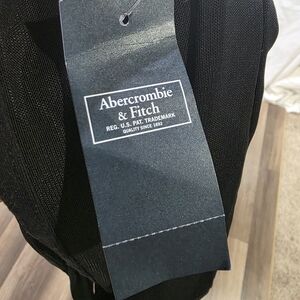 Abercrombie
& Fitch
REG. U.S. PAT. TRADEMARK
QUALITY SINCE 1892